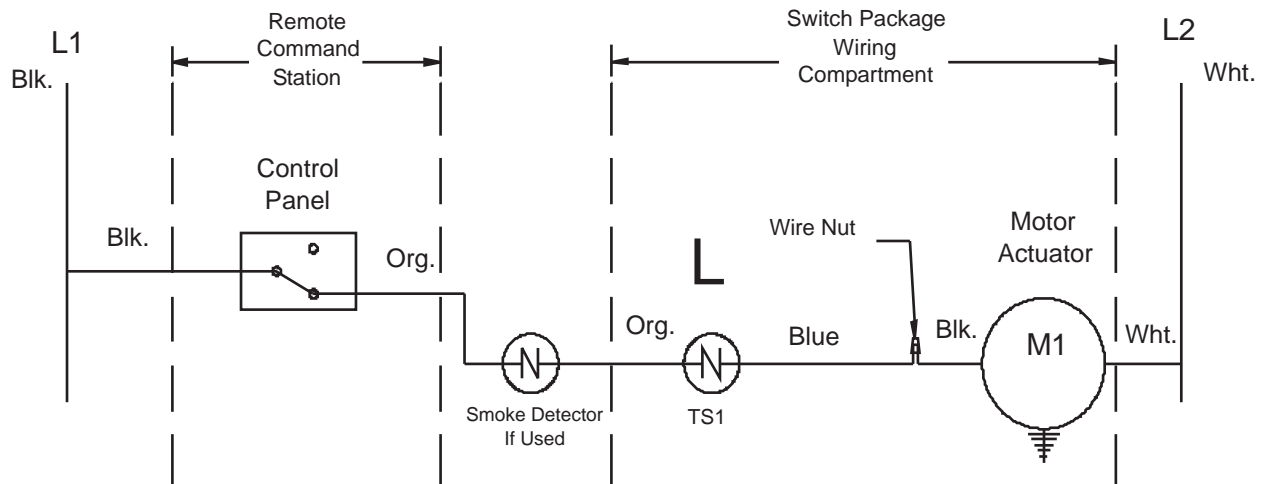 L1
Blk.
Remote
Command
Station
Switch Package
Wiring
Compartment
L2
Wht.
Control
Panel
Blk.
Org.
Wire Nut
Motor
Actuator
L
Org.
Blue
Blk.
M1
Wht.
N
N
Smoke Detector
If Used
TS1